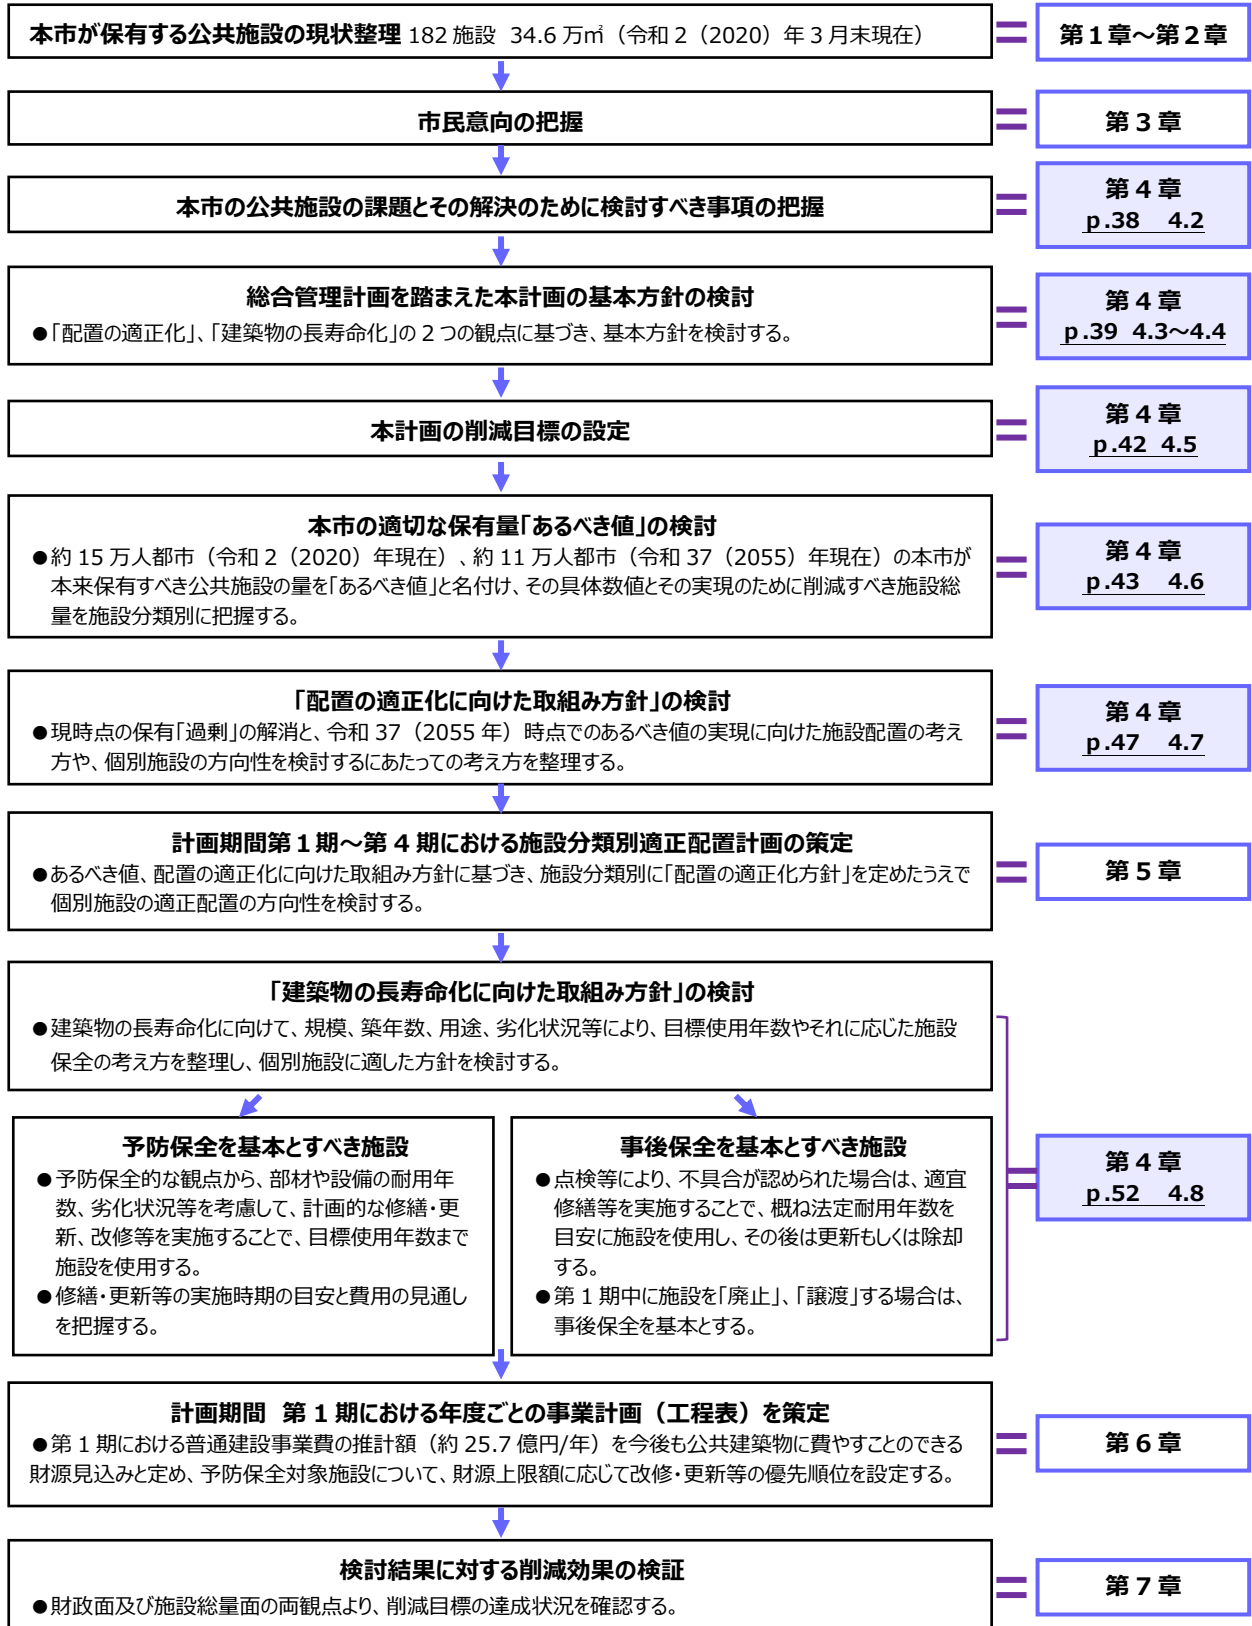 本市が保有する公共施設の現状整理 182 施設 34.6 万㎡（令和 2（2020）年 3 月末現在）
第１章～第２章
市民意向の把握
第３章
本市の公共施設の課題とその解決のために検討すべき事項の把握
第４章
ｐ.38 4.2
総合管理計画を踏まえた本計画の基本方針の検討
●「配置の適正化」、「建築物の長寿命化」の 2 つの観点に基づき、基本方針を検討する。
第４章
ｐ.39 4.3～4.4
本計画の削減目標の設定
第４章
ｐ.42 4.5
本市の適切な保有量「あるべき値」の検討
●約 15 万人都市（令和 2（2020）年現在）、約 11 万人都市（令和 37（2055）年現在）の本市が
本来保有すべき公共施設の量を「あるべき値」と名付け、その具体数値とその実現のために削減すべき施設総
量を施設分類別に把握する。
第４章
ｐ.43 4.6
「配置の適正化に向けた取組み方針」の検討
●現時点の保有「過剰」の解消と、令和 37（2055 年）時点でのあるべき値の実現に向けた施設配置の考え
方や、個別施設の方向性を検討するにあたっての考え方を整理する。
第４章
ｐ.47 4.7
計画期間第１期～第 4 期における施設分類別適正配置計画の策定
●あるべき値、配置の適正化に向けた取組み方針に基づき、施設分類別に「配置の適正化方針」を定めたうえで
個別施設の適正配置の方向性を検討する。
第５章
「建築物の長寿命化に向けた取組み方針」の検討
●建築物の長寿命化に向けて、規模、築年数、用途、劣化状況等により、目標使用年数やそれに応じた施設
保全の考え方を整理し、個別施設に適した方針を検討する。
予防保全を基本とすべき施設
●予防保全的な観点から、部材や設備の耐用年
数、劣化状況等を考慮して、計画的な修繕・更
新、改修等を実施することで、目標使用年数まで
施設を使用する。
●修繕・更新等の実施時期の目安と費用の見通し
を把握する。
事後保全を基本とすべき施設
●点検等により、不具合が認められた場合は、適宜
修繕等を実施することで、概ね法定耐用年数を
目安に施設を使用し、その後は更新もしくは除却
する。
●第 1 期中に施設を「廃止」、「譲渡」する場合は、
事後保全を基本とする。
第４章
ｐ.52 4.8
計画期間 第 1 期における年度ごとの事業計画（工程表）を策定
●第 1 期における普通建設事業費の推計額（約 25.7 億円/年）を今後も公共建築物に費やすことのできる
財源見込みと定め、予防保全対象施設について、財源上限額に応じて改修・更新等の優先順位を設定する。
第６章
検討結果に対する削減効果の検証
●財政面及び施設総量面の両観点より、削減目標の達成状況を確認する。
第７章